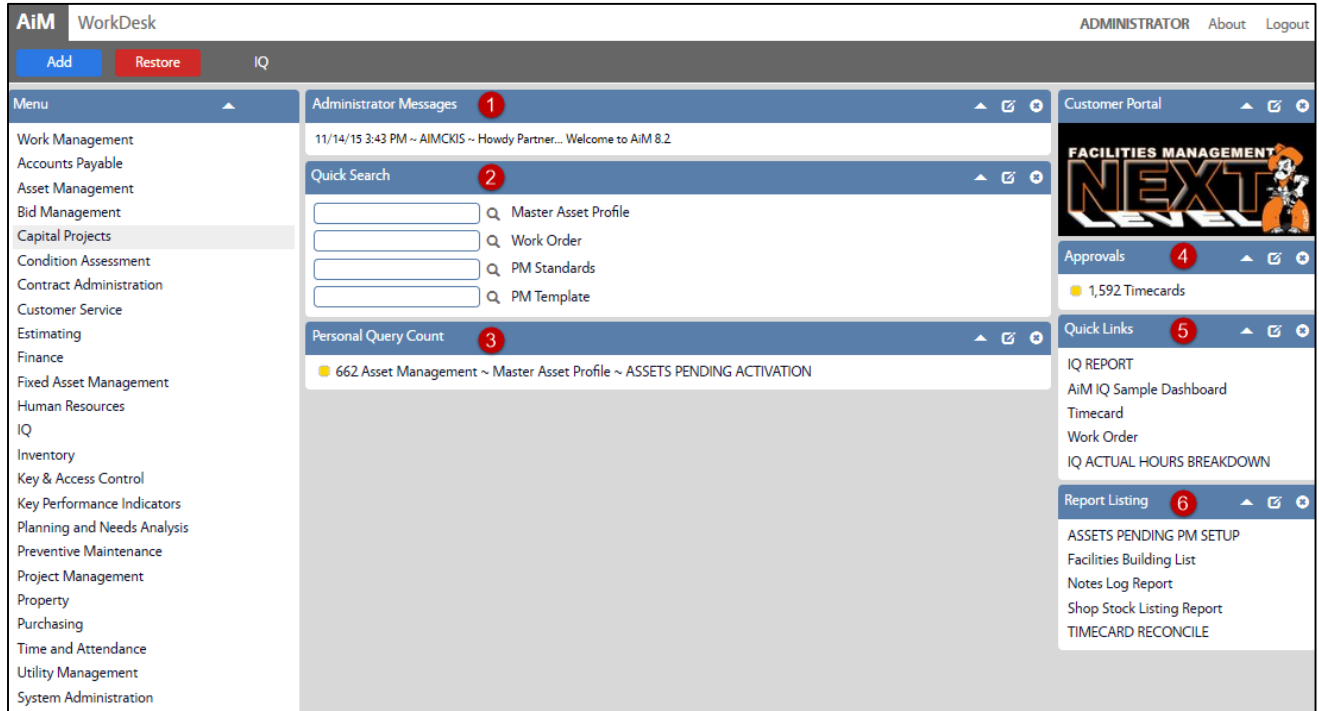 AiM WorkDesk
ADMINISTRATOR About Logout
Add Restore IQ
Menu
Work Management
Accounts Payable
Asset Management
Bid Management
Capital Projects
Condition Assessment
Contract Administration
Customer Service
Estimating
Finance
Fixed Asset Management
Human Resources
IQ
Inventory
Key & Access Control
Key Performance Indicators
Planning and Needs Analysis
Preventive Maintenance
Project Management
Property
Purchasing
Time and Attendance
Utility Management
System Administration
Administrator Messages 1
11/14/15 3:43 PM ~ AIMCKIS ~ Howdy Partner... Welcome to AiM 8.2
Quick Search 2
Master Asset Profile
Work Order
PM Standards
PM Template
Personal Query Count 3
662 Asset Management ~ Master Asset Profile ~ ASSETS PENDING ACTIVATION
Customer Portal
FACILITIES MANAGEMENT
NEXT
LEVEL
Approvals 4
1,592 Timecards
Quick Links 5
IQ REPORT
AiM IQ Sample Dashboard
Timecard
Work Order
IQ ACTUAL HOURS BREAKDOWN
Report Listing 6
ASSETS PENDING PM SETUP
Facilities Building List
Notes Log Report
Shop Stock Listing Report
TIMECARD RECONCILE